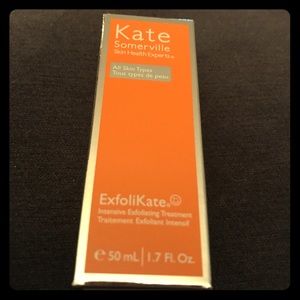 Kate
Somerville
Skin Health Experts™
All Skin Types
Tous types de peau
ExfoliKate®
Intensive Exfoliating Treatment
Traitement Exfoliant Intensif
℮ 50 mL | 1.7 Fl. Oz.